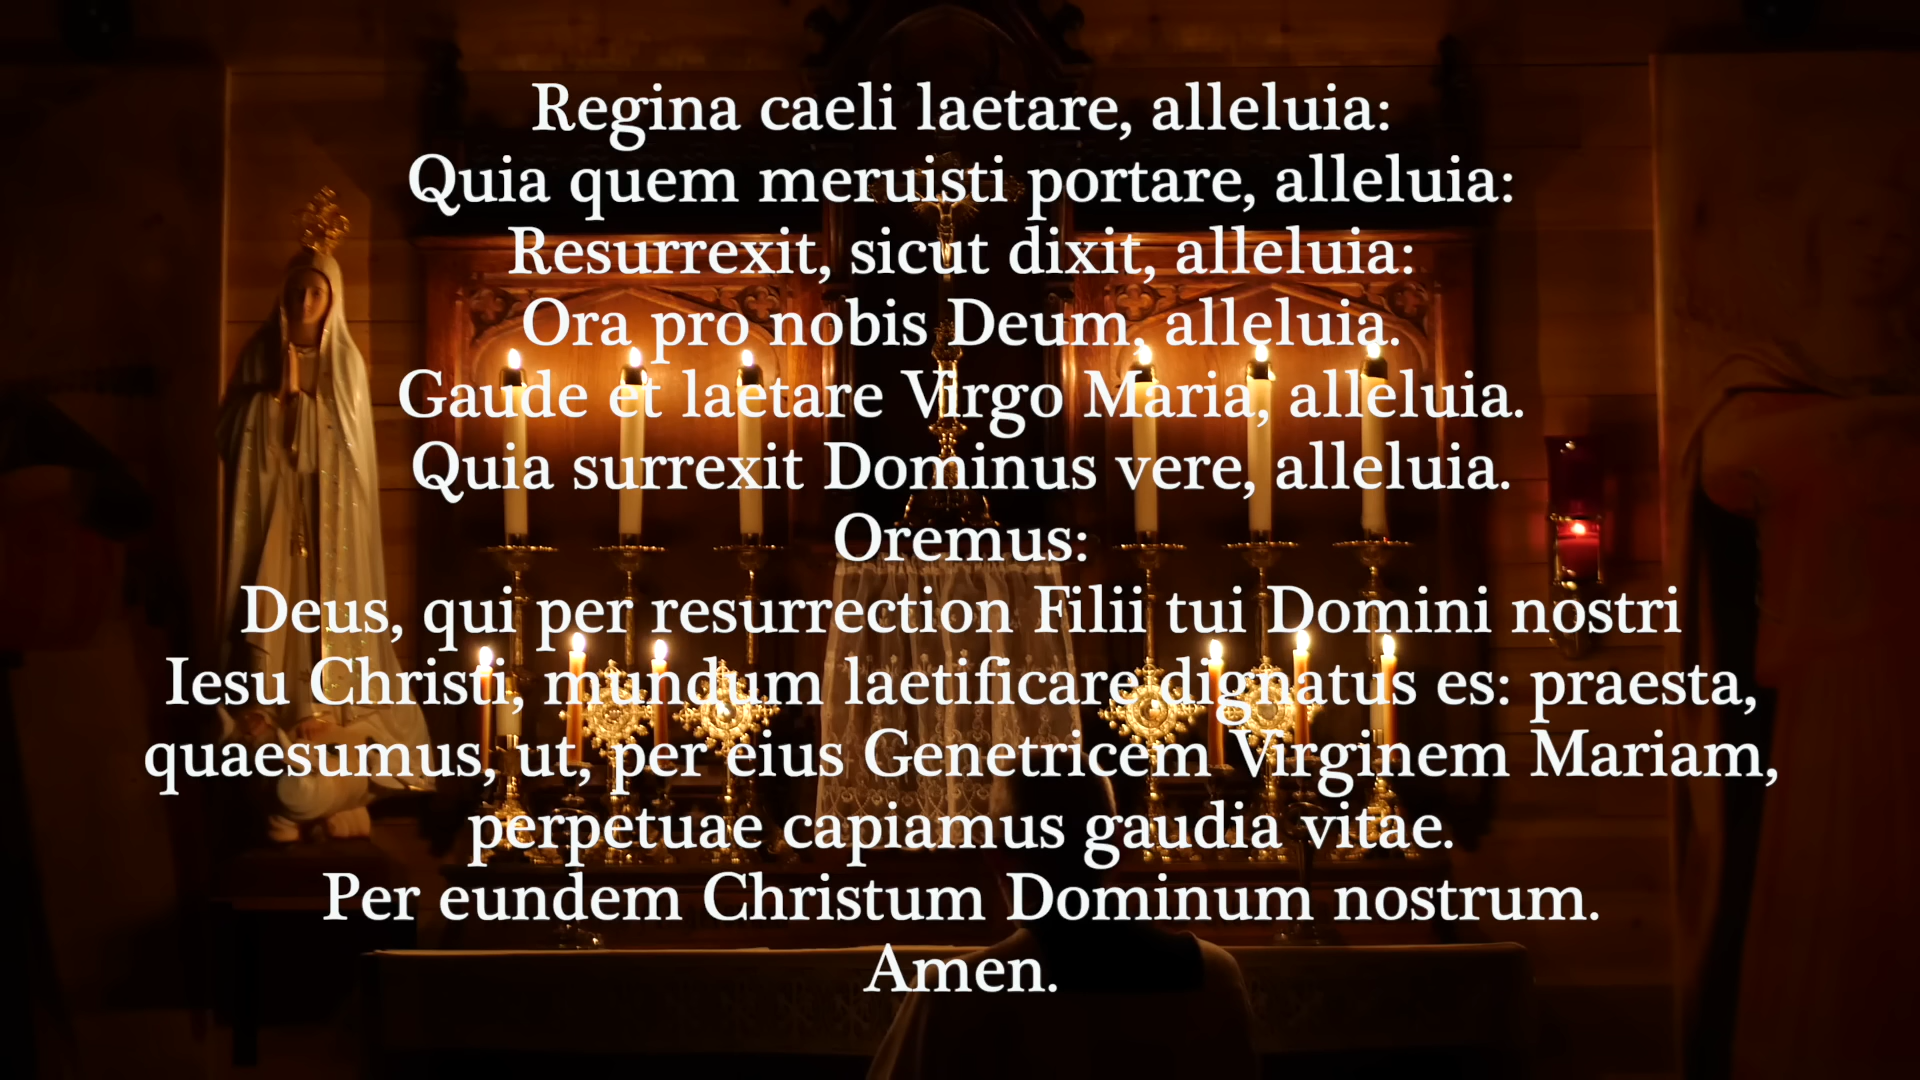 Regina caeli laetare, alleluia:
Quia quem meruisti portare, alleluia:
Resurrexit, sicut dixit, alleluia:
Ora pro nobis Deum, alleluia.
Gaude et laetare Virgo Maria, alleluia.
Quia surrexit Dominus vere, alleluia.
Oremus:
Deus, qui per resurrection Filii tui Domini nostri
Iesu Christi, mundum laetificare dignatus es: praesta,
quaesumus, ut, per eius Genetricem Virginem Mariam,
perpetuae capiamus gaudia vitae.
Per eundem Christum Dominum nostrum.
Amen.